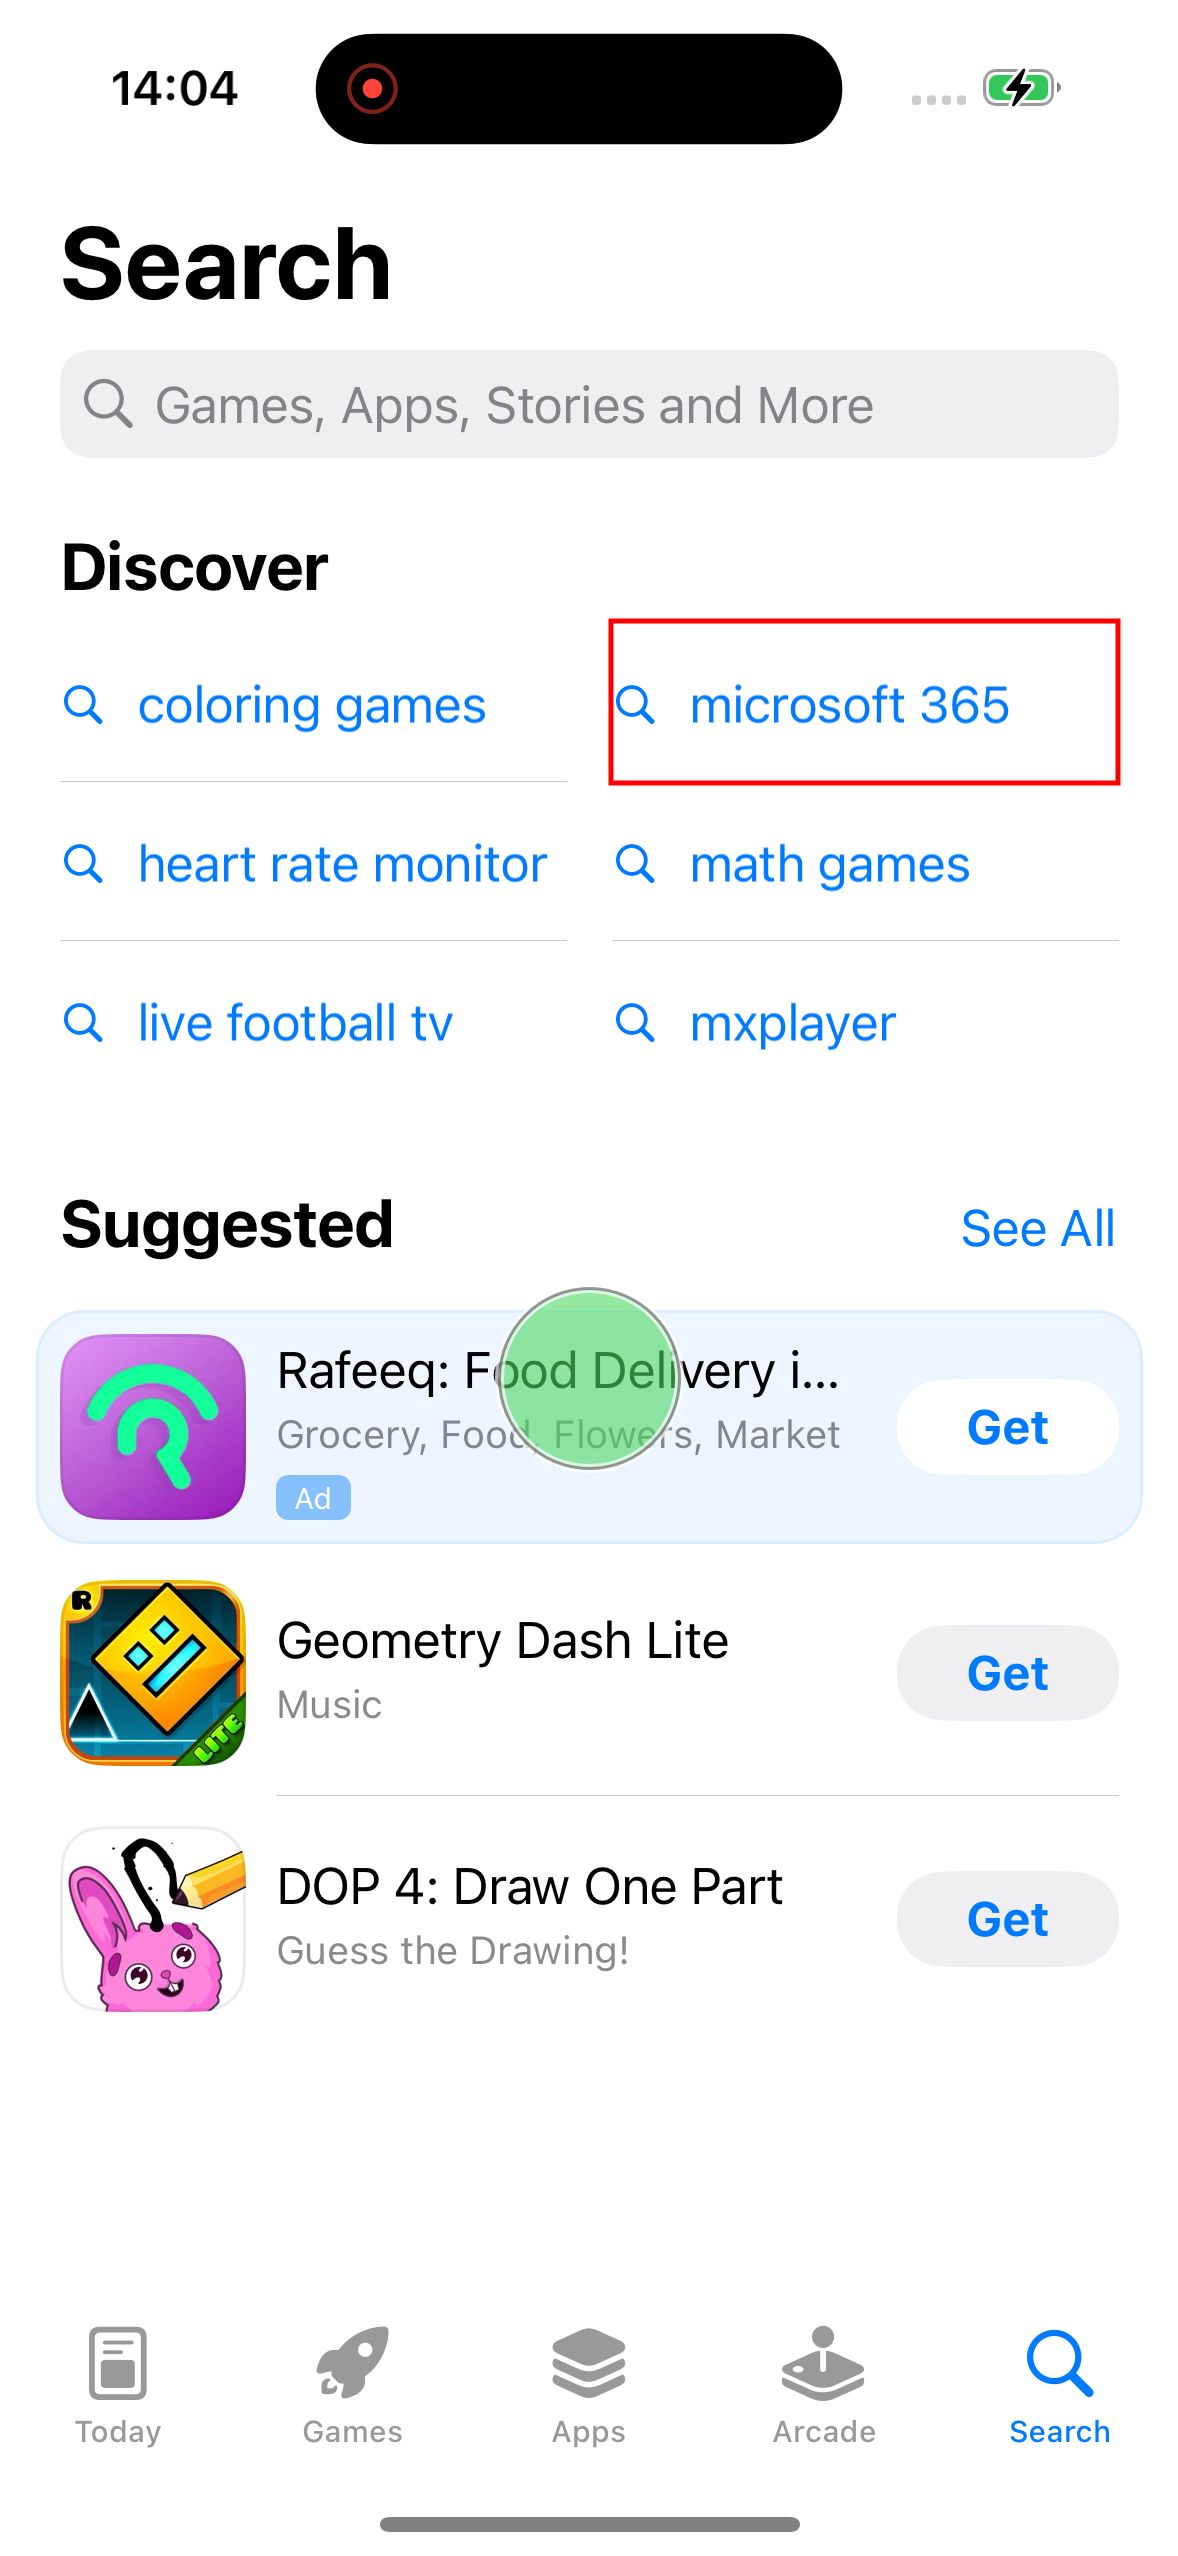 14:04
Search
Games, Apps, Stories and More
Discover
coloring games
microsoft 365
heart rate monitor
math games
live football tv
mxplayer
Suggested
See All
Rafeeq: Food Delivery i...
Grocery, Food, Flowers, Market
Ad
Get
R
LITE
Geometry Dash Lite
Music
Get
DOP 4: Draw One Part
Guess the Drawing!
Get
Today
Games
Apps
Arcade
Search